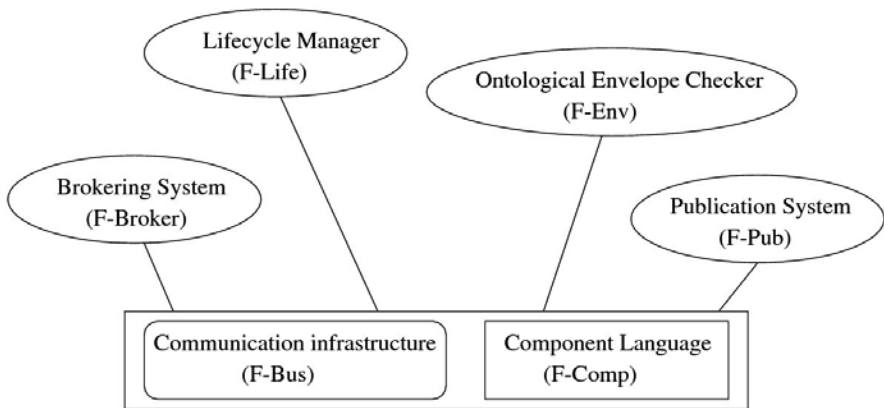 Lifecycle Manager
(F-Life)
Ontological Envelope Checker
(F-Env)
Brokering System
(F-Broker)
Publication System
(F-Pub)
Communication infrastructure
(F-Bus)
Component Language
(F-Comp)